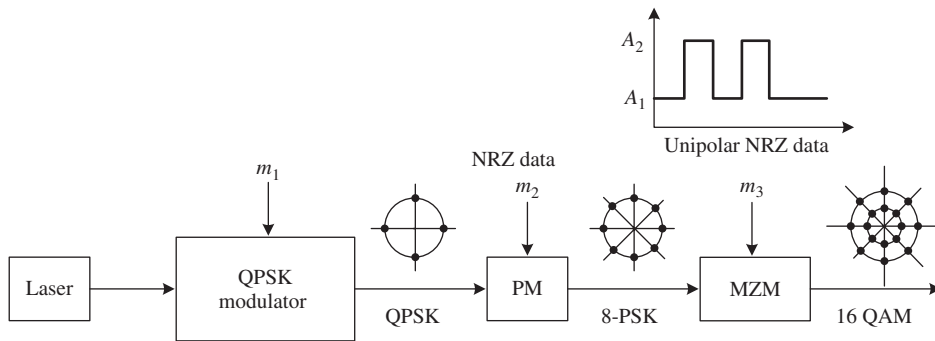 A₂
A₁
Unipolar NRZ data
NRZ data
m₁
m₂
m₃
Laser
QPSK
modulator
QPSK
PM
8-PSK
MZM
16 QAM